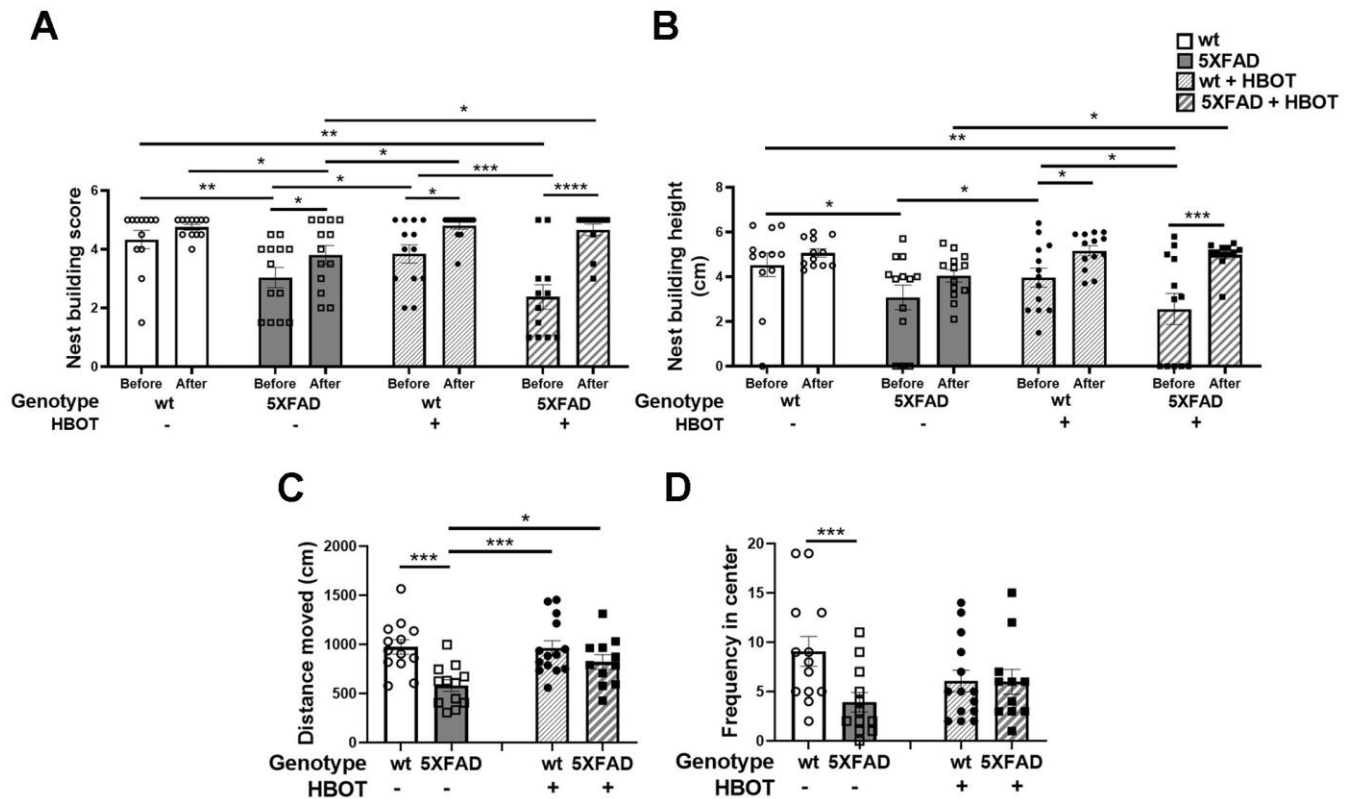 A
B
wt
5XFAD
wt + HBOT
5XFAD + HBOT
*
**
*
*
***
**
*
*
****
*
Nest building score
6
4
2
0
Before After Before After Before After Before After
Genotype wt 5XFAD wt 5XFAD
HBOT - - + +
*
**
*
*
*
*
***
Nest building height
(cm)
8
6
4
2
0
Before After Before After Before After Before After
Genotype wt 5XFAD wt 5XFAD
HBOT - - + +
C
*
***
***
Distance moved (cm)
2000
1500
1000
500
0
Genotype wt 5XFAD wt 5XFAD
HBOT - - + +
D
***
Frequency in center
20
15
10
5
0
Genotype wt 5XFAD wt 5XFAD
HBOT - - + +